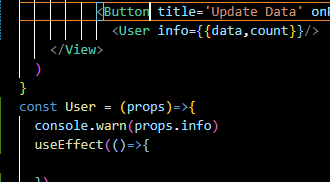 <Button title='Update Data' on
<User info={{data,count}}/>
</View>
)
}
const User = (props)=>{
console.warn(props.info)
useEffect(()=>{
})